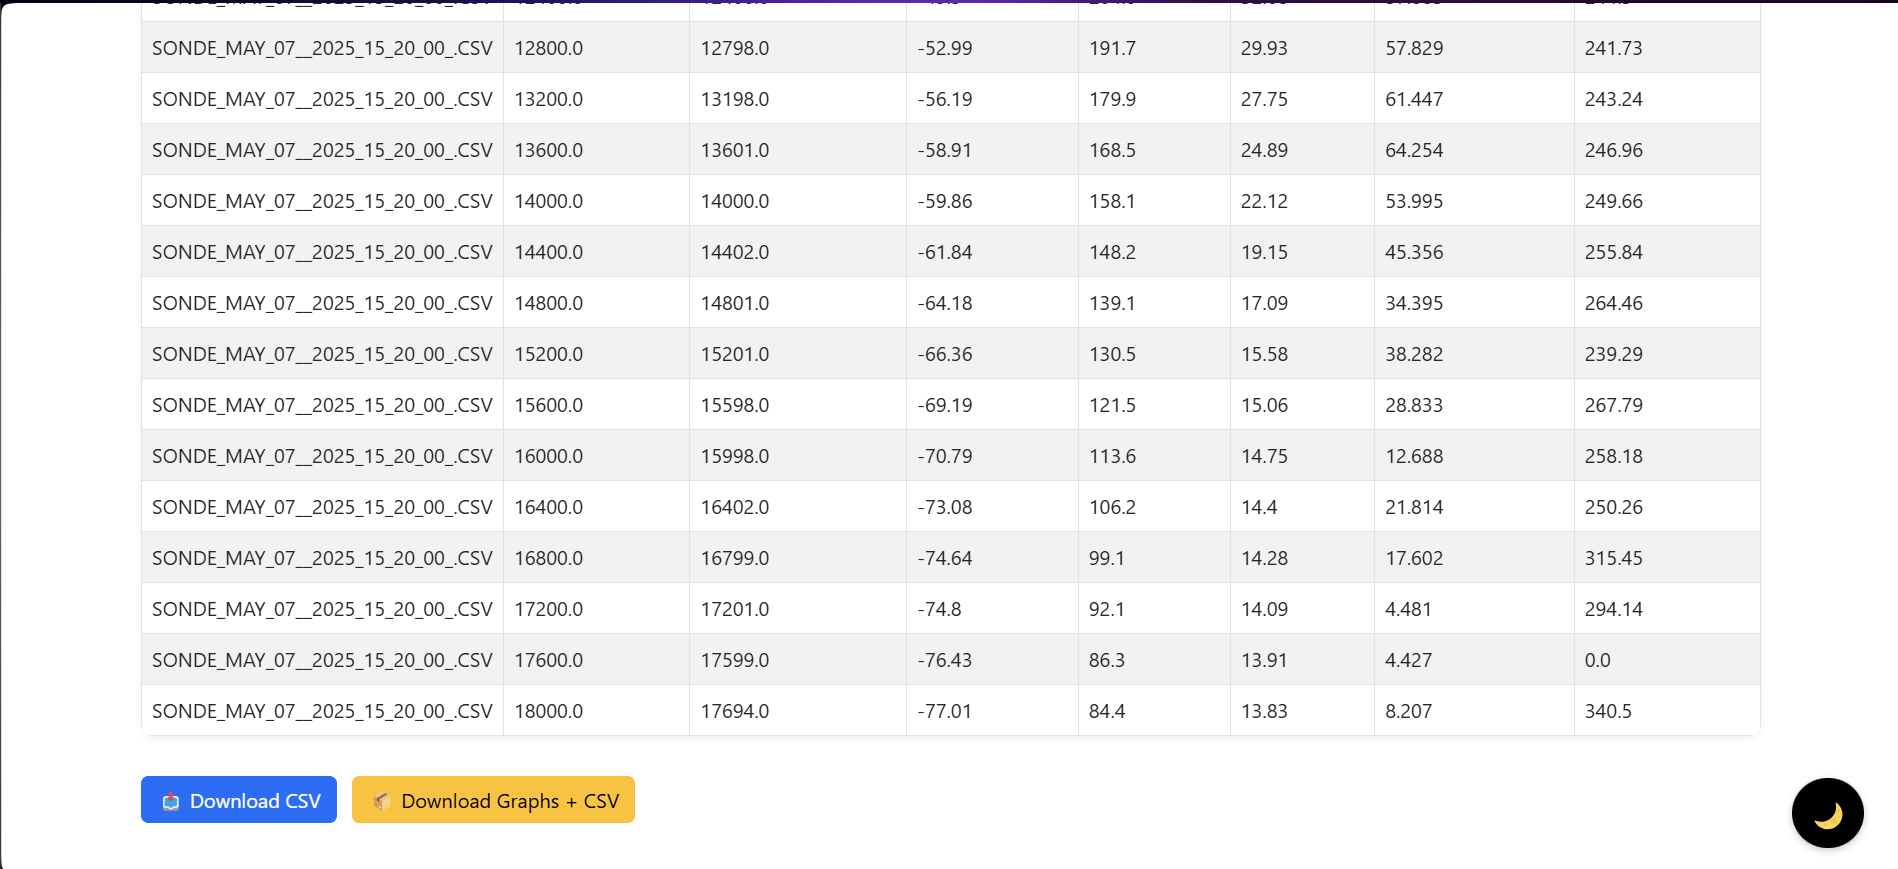 SONDE_MAY_07__2025_15_20_00_.CSV 12800.0 12798.0 -52.99 191.7 29.93 57.829 241.73
SONDE_MAY_07__2025_15_20_00_.CSV 13200.0 13198.0 -56.19 179.9 27.75 61.447 243.24
SONDE_MAY_07__2025_15_20_00_.CSV 13600.0 13601.0 -58.91 168.5 24.89 64.254 246.96
SONDE_MAY_07__2025_15_20_00_.CSV 14000.0 14000.0 -59.86 158.1 22.12 53.995 249.66
SONDE_MAY_07__2025_15_20_00_.CSV 14400.0 14402.0 -61.84 148.2 19.15 45.356 255.84
SONDE_MAY_07__2025_15_20_00_.CSV 14800.0 14801.0 -64.18 139.1 17.09 34.395 264.46
SONDE_MAY_07__2025_15_20_00_.CSV 15200.0 15201.0 -66.36 130.5 15.58 38.282 239.29
SONDE_MAY_07__2025_15_20_00_.CSV 15600.0 15598.0 -69.19 121.5 15.06 28.833 267.79
SONDE_MAY_07__2025_15_20_00_.CSV 16000.0 15998.0 -70.79 113.6 14.75 12.688 258.18
SONDE_MAY_07__2025_15_20_00_.CSV 16400.0 16402.0 -73.08 106.2 14.4 21.814 250.26
SONDE_MAY_07__2025_15_20_00_.CSV 16800.0 16799.0 -74.64 99.1 14.28 17.602 315.45
SONDE_MAY_07__2025_15_20_00_.CSV 17200.0 17201.0 -74.8 92.1 14.09 4.481 294.14
SONDE_MAY_07__2025_15_20_00_.CSV 17600.0 17599.0 -76.43 86.3 13.91 4.427 0.0
SONDE_MAY_07__2025_15_20_00_.CSV 18000.0 17694.0 -77.01 84.4 13.83 8.207 340.5
Download CSV Download Graphs + CSV